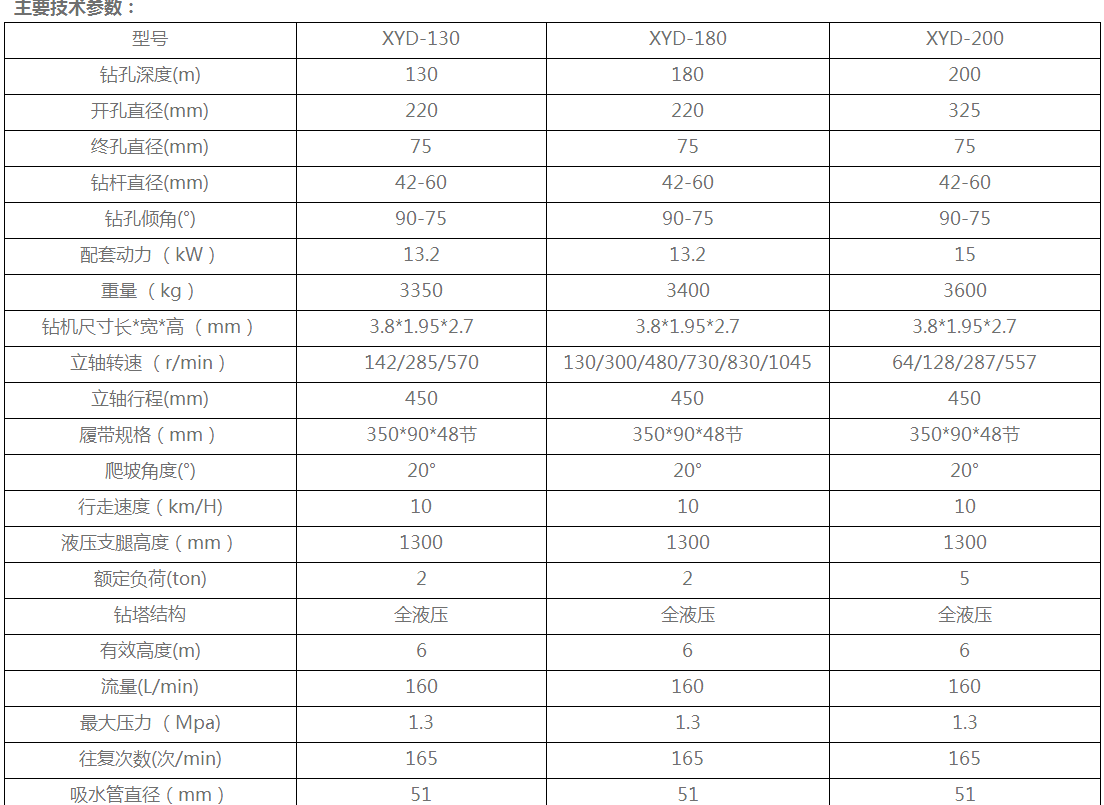 主要技术参数：
型号 XYD-130 XYD-180 XYD-200
钻孔深度(m) 130 180 200
开孔直径(mm) 220 220 325
终孔直径(mm) 75 75 75
钻杆直径(mm) 42-60 42-60 42-60
钻孔倾角(°) 90-75 90-75 90-75
配套动力（kW） 13.2 13.2 15
重量（kg） 3350 3400 3600
钻机尺寸长*宽*高（mm） 3.8*1.95*2.7 3.8*1.95*2.7 3.8*1.95*2.7
立轴转速（r/min） 142/285/570 130/300/480/730/830/1045 64/128/287/557
立轴行程(mm) 450 450 450
履带规格（mm） 350*90*48节 350*90*48节 350*90*48节
爬坡角度(°) 20° 20° 20°
行走速度（km/H) 10 10 10
液压支腿高度（mm） 1300 1300 1300
额定负荷(ton) 2 2 5
钻塔结构 全液压 全液压 全液压
有效高度(m) 6 6 6
流量(L/min) 160 160 160
最大压力（Mpa) 1.3 1.3 1.3
往复次数(次/min) 165 165 165
吸水管直径（mm） 51 51 51